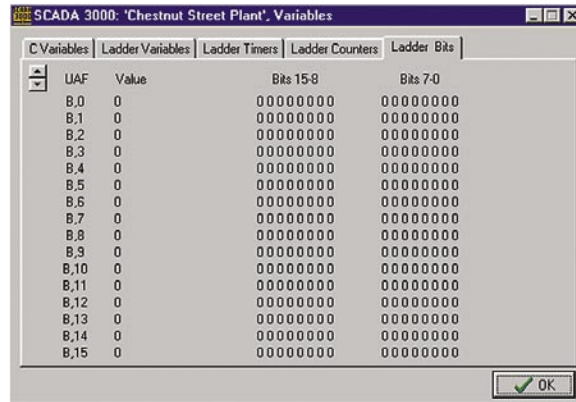 SCADA 3000: 'Chestnut Street Plant', Variables
C Variables Ladder Variables Ladder Timers Ladder Counters Ladder Bits
UAF Value Bits 15-8 Bits 7-0
B,0 0 00000000 00000000
B,1 0 00000000 00000000
B,2 0 00000000 00000000
B,3 0 00000000 00000000
B,4 0 00000000 00000000
B,5 0 00000000 00000000
B,6 0 00000000 00000000
B,7 0 00000000 00000000
B,8 0 00000000 00000000
B,9 0 00000000 00000000
B,10 0 00000000 00000000
B,11 0 00000000 00000000
B,12 0 00000000 00000000
B,13 0 00000000 00000000
B,14 0 00000000 00000000
B,15 0 00000000 00000000
OK